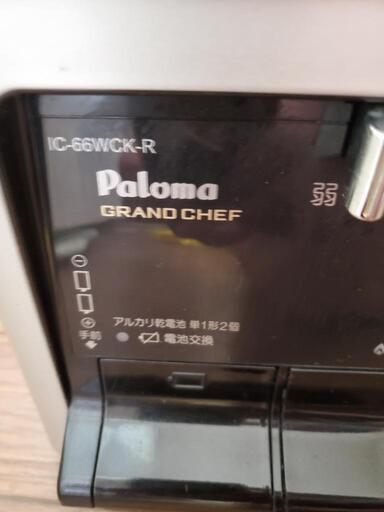 IC-66WCK-R
Paloma
GRAND CHEF
手前
アルカリ乾電池 単1形2個
電池交換